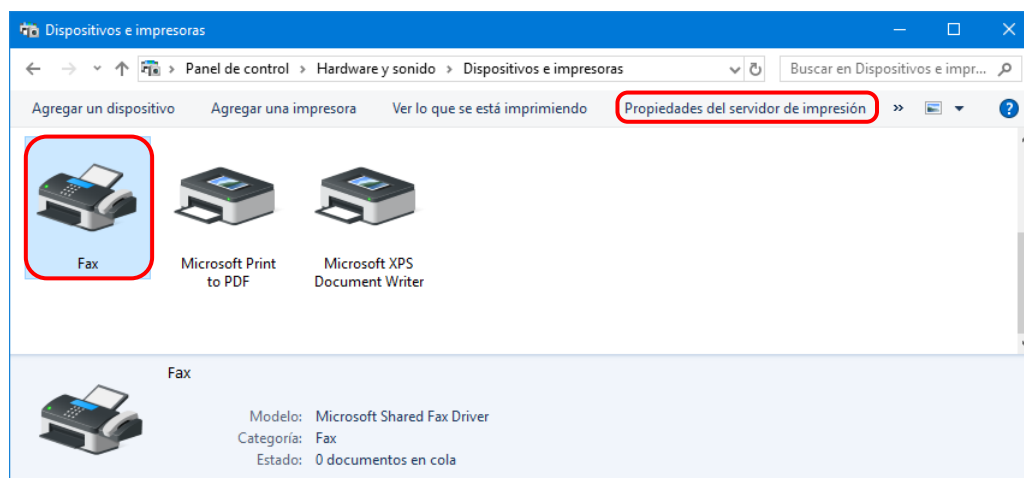 Dispositivos e impresoras
Panel de control > Hardware y sonido > Dispositivos e impresoras
Buscar en Dispositivos e impr...
Agregar un dispositivo Agregar una impresora Ver lo que se está imprimiendo Propiedades del servidor de impresión »
Fax
Microsoft Print
to PDF
Microsoft XPS
Document Writer
Fax
Modelo: Microsoft Shared Fax Driver
Categoría: Fax
Estado: 0 documentos en cola